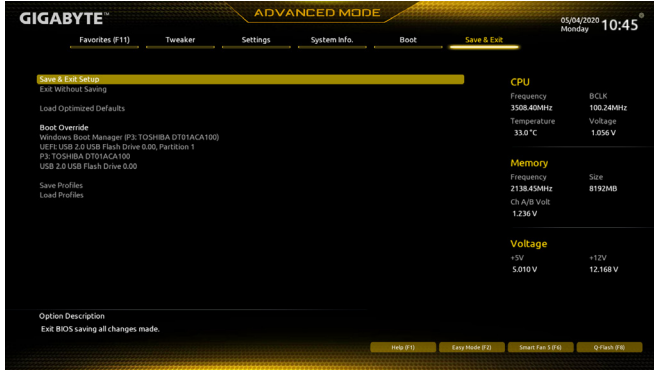 GIGABYTE™
ADVANCED MODE
05/04/2020
Monday
10:45
Favorites (F11) Tweaker Settings System Info. Boot Save & Exit
Save & Exit Setup
Exit Without Saving
Load Optimized Defaults
Boot Override
Windows Boot Manager (P3: TOSHIBA DT01ACA100)
UEFI: USB 2.0 USB Flash Drive 0.00, Partition 1
P3: TOSHIBA DT01ACA100
USB 2.0 USB Flash Drive 0.00
Save Profiles
Load Profiles
CPU
Frequency BCLK
3508.40MHz 100.24MHz
Temperature Voltage
33.0 °C 1.056 V
Memory
Frequency Size
2138.45MHz 8192MB
Ch A/B Volt
1.236 V
Voltage
+5V +12V
5.010 V 12.168 V
Option Description
Exit BIOS saving all changes made.
Help (F1) Easy Mode (F2) Smart Fan 5 (F6) Q-Flash (F8)